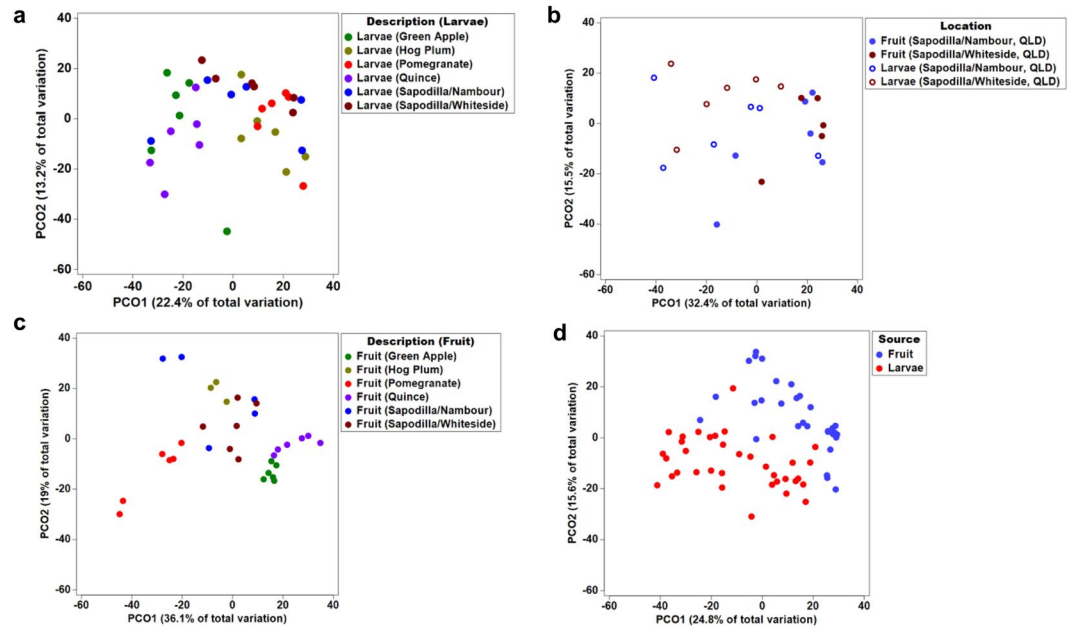 a
40
20
0
-20
-40
-60
PCO2 (13.2% of total variation)
-60 -40 -20 0 20 40
PCO1 (22.4% of total variation)
Description (Larvae)
Larvae (Green Apple)
Larvae (Hog Plum)
Larvae (Pomegranate)
Larvae (Quince)
Larvae (Sapodilla/Nambour)
Larvae (Sapodilla/Whiteside)
b
40
20
0
-20
-40
-60
PCO2 (15.5% of total variation)
-60 -40 -20 0 20 40
PCO1 (32.4% of total variation)
Location
Fruit (Sapodilla/Nambour, QLD)
Fruit (Sapodilla/Whiteside, QLD)
Larvae (Sapodilla/Nambour, QLD)
Larvae (Sapodilla/Whiteside, QLD)
c
40
20
0
-20
-40
-60
PCO2 (19% of total variation)
-60 -40 -20 0 20 40
PCO1 (36.1% of total variation)
Description (Fruit)
Fruit (Green Apple)
Fruit (Hog Plum)
Fruit (Pomegranate)
Fruit (Quince)
Fruit (Sapodilla/Nambour)
Fruit (Sapodilla/Whiteside)
d
40
20
0
-20
-40
-60
PCO2 (15.6% of total variation)
-60 -40 -20 0 20 40
PCO1 (24.8% of total variation)
Source
Fruit
Larvae